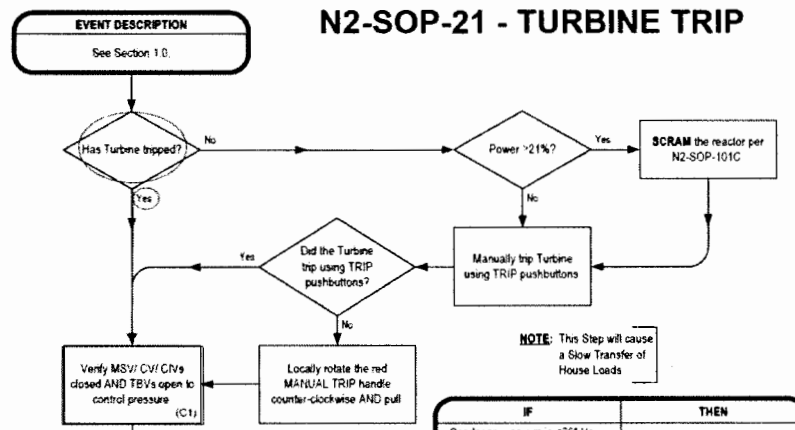 N2-SOP-21 - TURBINE TRIP
EVENT DESCRIPTION
See Section 1.0.
Has Turbine tripped?
No
Power >21%?
Yes
SCRAM the reactor per
N2-SOP-101C
Yes
No
Manually trip Turbine
using TRIP pushbuttons
Did the Turbine
trip using TRIP
pushbuttons?
Yes
No
NOTE: This Step will cause
a Slow Transfer of
House Loads
Verify MSV/ CV/ CIVs
closed AND TBVs open to
control pressure
(C1)
Locally rotate the red
MANUAL TRIP handle
counter-clockwise AND pull
IF
THEN